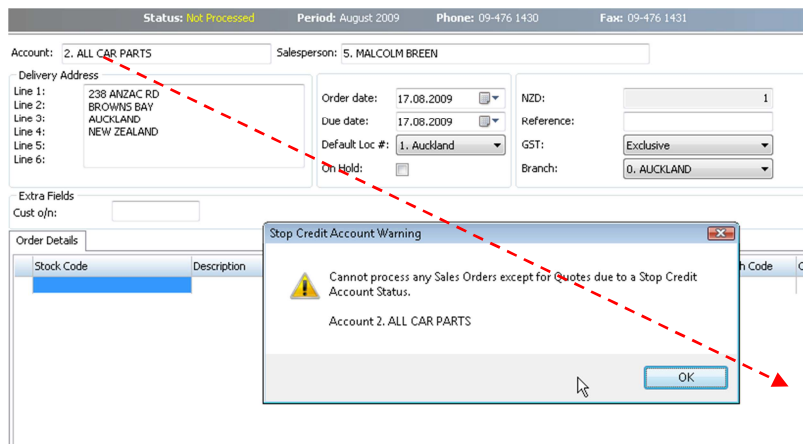 Status: Not Processed Period: August 2009 Phone: 09-476 1430 Fax: 09-476 1431
Account: 2. ALL CAR PARTS Salesperson: 5. MALCOLM BREEN
Delivery Address
Line 1: 238 ANZAC RD
Line 2: BROWNS BAY
Line 3: AUCKLAND
Line 4: NEW ZEALAND
Line 5:
Line 6:
Order date: 17.08.2009
Due date: 17.08.2009
Default Loc #: 1. Auckland
On Hold:
NZD: 1
Reference:
GST: Exclusive
Branch: 0. AUCKLAND
Extra Fields
Cust o/n:
Order Details
Stock Code Description h Code
Stop Credit Account Warning
Cannot process any Sales Orders except for Quotes due to a Stop Credit
Account Status.
Account 2. ALL CAR PARTS
OK